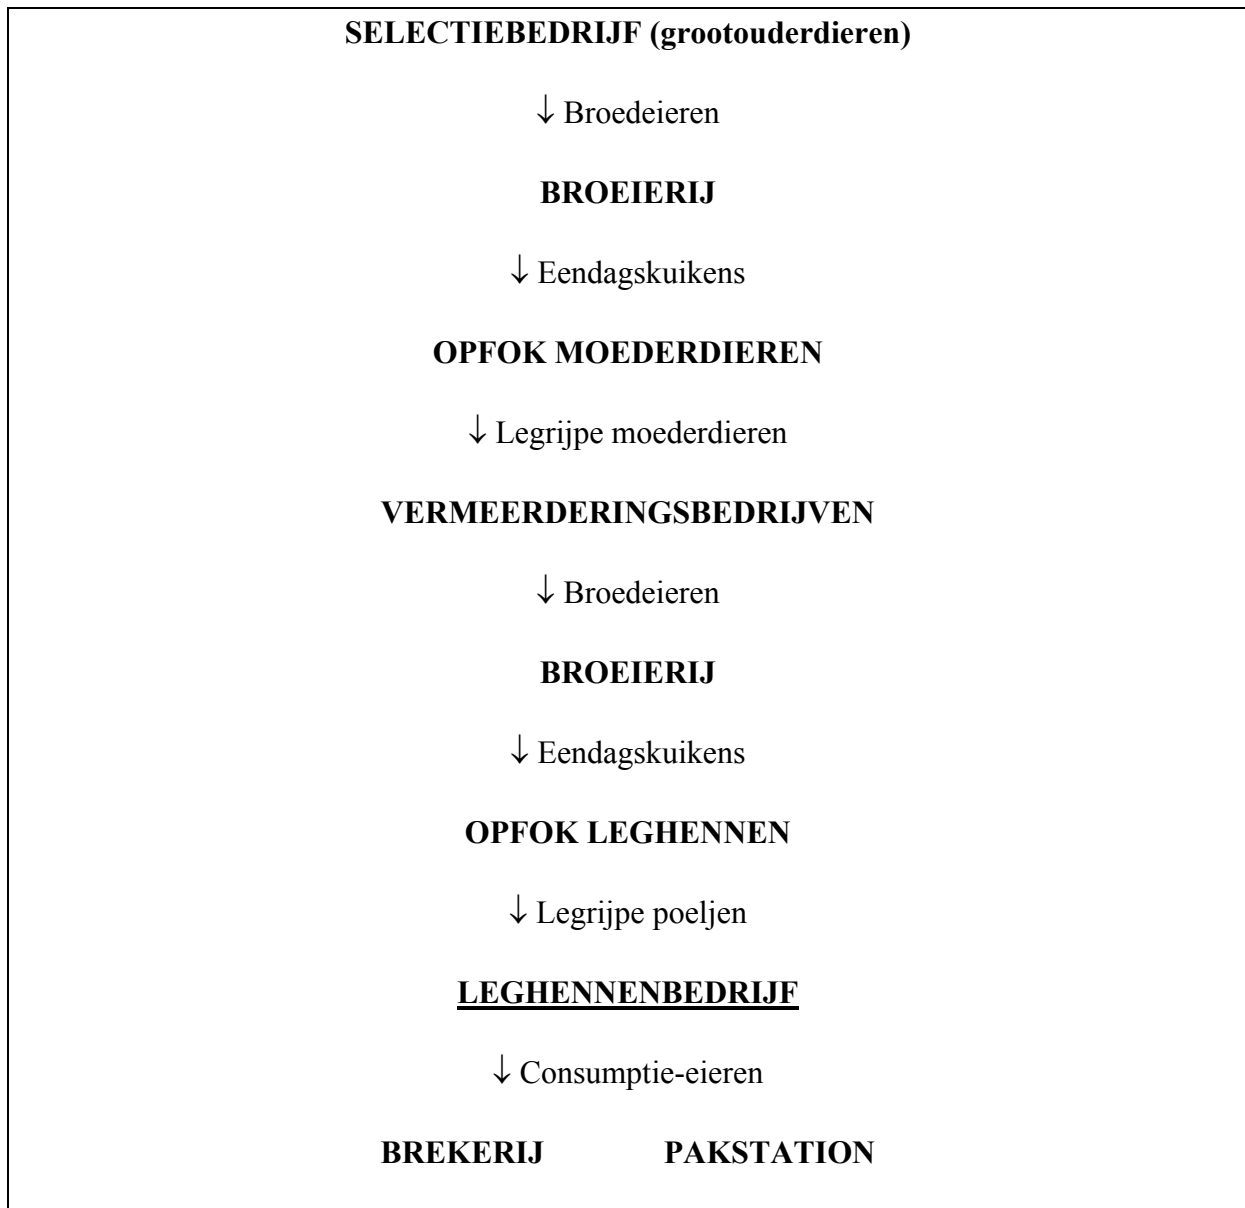 SELECTIEBEDRIJF (grootouderdieren)
↓ Broedeieren
BROEIERIJ
↓ Eendagskuikens
OPFOK MOEDERDIEREN
↓ Legrijpe moederdieren
VERMEERDERINGSBEDRIJVEN
↓ Broedeieren
BROEIERIJ
↓ Eendagskuikens
OPFOK LEGHENNEN
↓ Legrijpe poeljen
LEGHENNENBEDRIJF
↓ Consumptie-eieren
BREKERIJ PAKSTATION